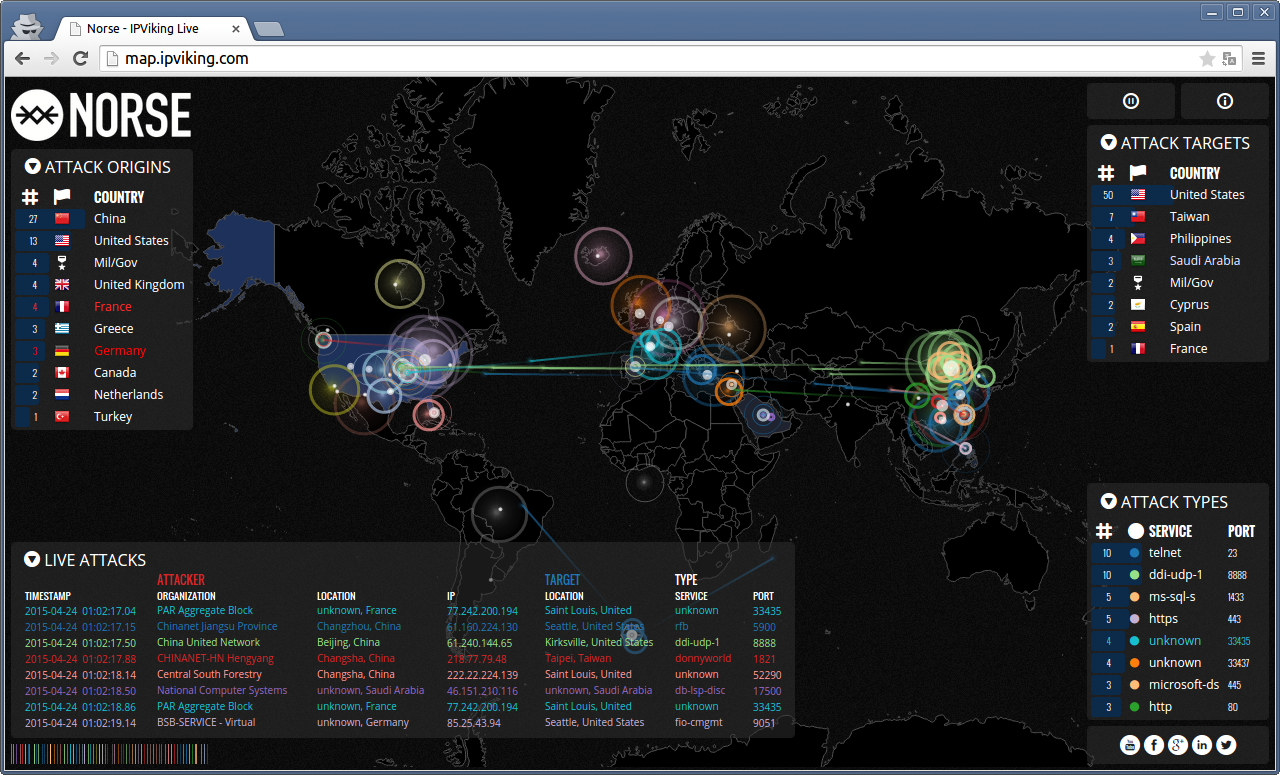 Norse - IPViking Live
map.ipviking.com
NORSE
ATTACK ORIGINS
# COUNTRY
27 China
13 United States
4 Mil/Gov
4 United Kingdom
4 France
3 Greece
3 Germany
2 Canada
2 Netherlands
1 Turkey
ATTACK TARGETS
# COUNTRY
50 United States
7 Taiwan
4 Philippines
3 Saudi Arabia
2 Mil/Gov
2 Cyprus
2 Spain
1 France
LIVE ATTACKS
ATTACKER TARGET TYPE
TIMESTAMP ORGANIZATION LOCATION IP LOCATION SERVICE PORT
2015-04-24 01:02:17.04 PAR Aggregate Block unknown, France 77.242.200.194 Saint Louis, United unknown 33435
2015-04-24 01:02:17.15 Chinanet Jiangsu Province Changzhou, China 61.160.224.130 Seattle, United States rfb 5900
2015-04-24 01:02:17.50 China United Network Beijing, China 61.240.144.65 Kirksville, United States ddi-udp-1 8888
2015-04-24 01:02:17.88 CHINANET-HN Hengyang Changsha, China 218.77.79.48 Taipei, Taiwan donnyworld 1821
2015-04-24 01:02:18.14 Central South Forestry Changsha, China 222.22.224.139 Saint Louis, United unknown 52290
2015-04-24 01:02:18.50 National Computer Systems unknown, Saudi Arabia 46.151.210.116 unknown, Saudi Arabia db-lsp-disc 17500
2015-04-24 01:02:18.86 PAR Aggregate Block unknown, France 77.242.200.194 Saint Louis, United unknown 33435
2015-04-24 01:02:19.14 BSB-SERVICE - Virtual unknown, Germany 85.25.43.94 Seattle, United States fio-cmgmt 9051
ATTACK TYPES
# SERVICE PORT
10 telnet 23
10 ddi-udp-1 8888
5 ms-sql-s 1433
5 https 443
4 unknown 33435
4 unknown 33437
3 microsoft-ds 445
3 http 80